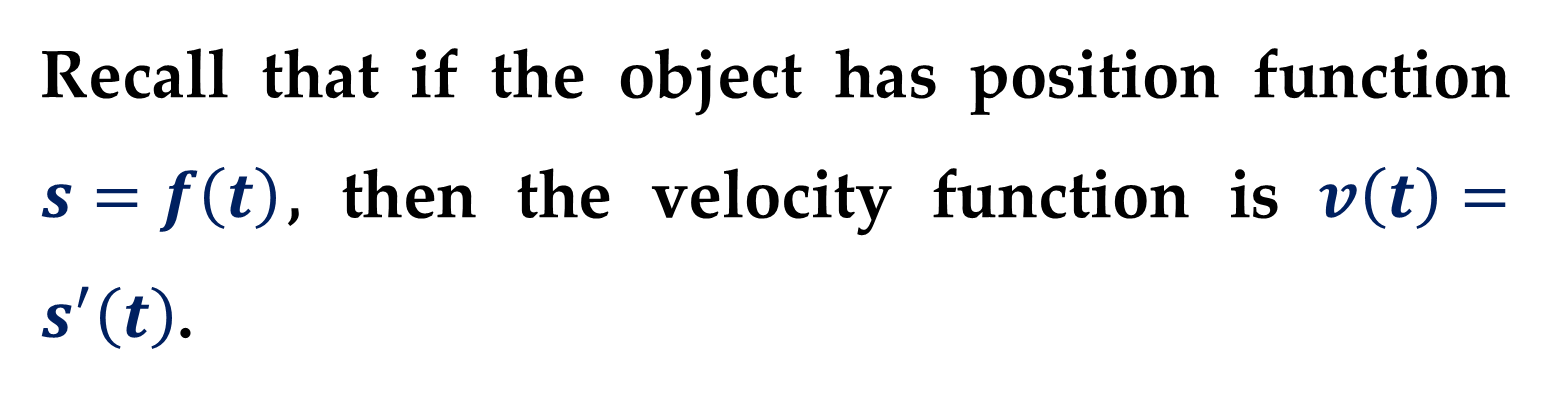 Recall that if the object has position function
s = f(t), then the velocity function is v(t) =
s′(t).